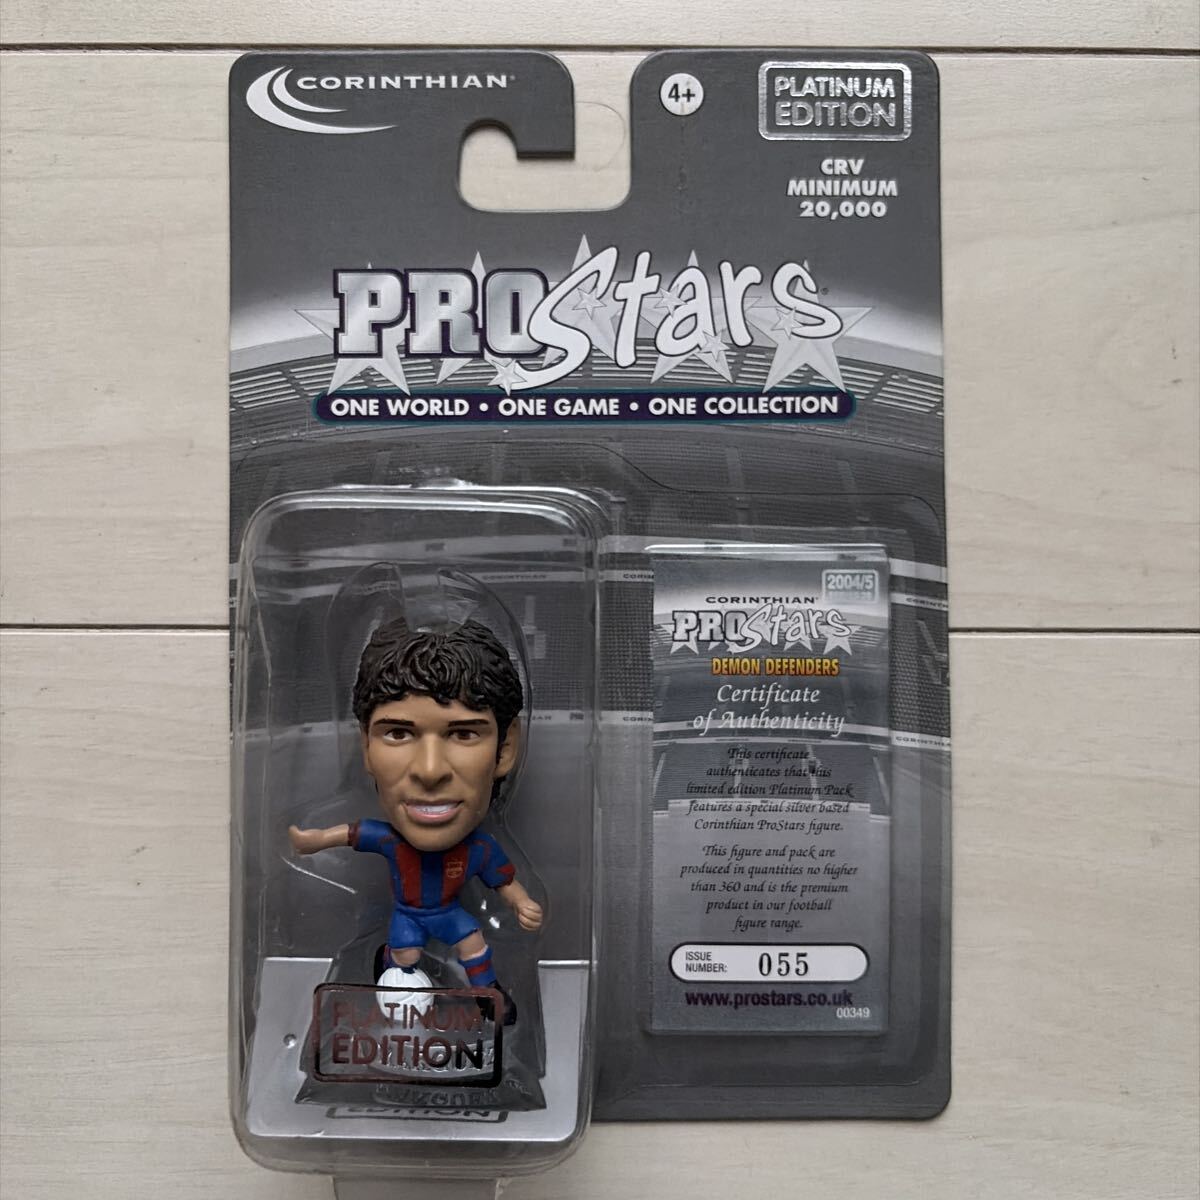 CORINTHIAN
4+
PLATINUM
EDITION
CRV
MINIMUM
20,000
PROStars
ONE WORLD • ONE GAME • ONE COLLECTION
2004/5
CORINTHIAN
PROStars
DEMON DEFENDERS
Certificate
of Authenticity
This certificate
authenticates that this
limited edition Platinum Pack
features a special silver based
Corinthian ProStars figure.
This figure and pack are
produced in quantities no higher
than 360 and is the premium
product in our football
figure range.
ISSUE
NUMBER: 055
www.prostars.co.uk
00349
PLATINUM
EDITION